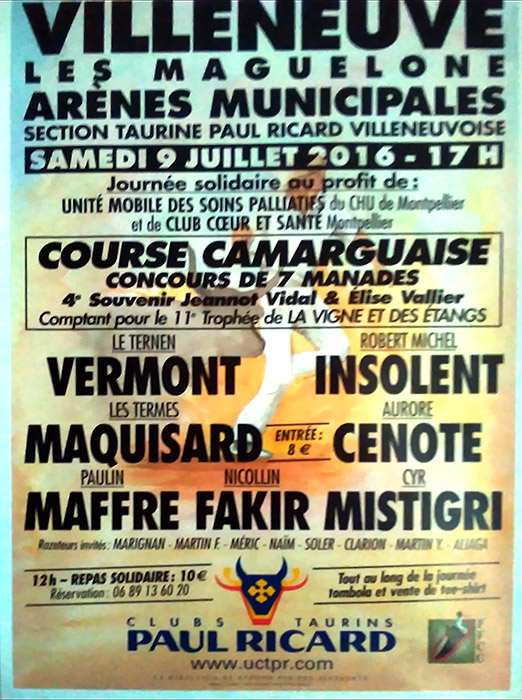 VILLENEUVE
LES MAGUELONE
ARÈNES MUNICIPALES
SECTION TAURINE PAUL RICARD VILLENEUVOISE
SAMEDI 9 JUILLET 2016 - 17 H
Journée solidaire au profit de :
UNITÉ MOBILE DES SOINS PALLIATIFS du CHU de Montpellier
et de CLUB CŒUR ET SANTÉ Montpellier
COURSE CAMARGUAISE
CONCOURS DE 7 MANADES
4e Souvenir Jeannot Vidal & Élise Vallier
Comptant pour le 11e Trophée de LA VIGNE ET DES ÉTANGS
LE TERNEN ROBERT MICHEL
VERMONT INSOLENT
LES TERMES AURORE
MAQUISARD ENTRÉE : 8 € CENOTE
PAULIN NICOLLIN CYR
MAFFRE FAKIR MISTIGRI
Razeteurs invités : MARIGNAN - MARTIN F. - MÉRIC - NAÏM - SOLER - CLARION - MARTIN Y. - ALIAGA
12h – REPAS SOLIDAIRE : 10 €
Réservation : 06 89 13 60 20
Tout au long de la journée
tombola et vente de tee-shirt
CLUBS TAURINS
PAUL RICARD
www.uctpr.com